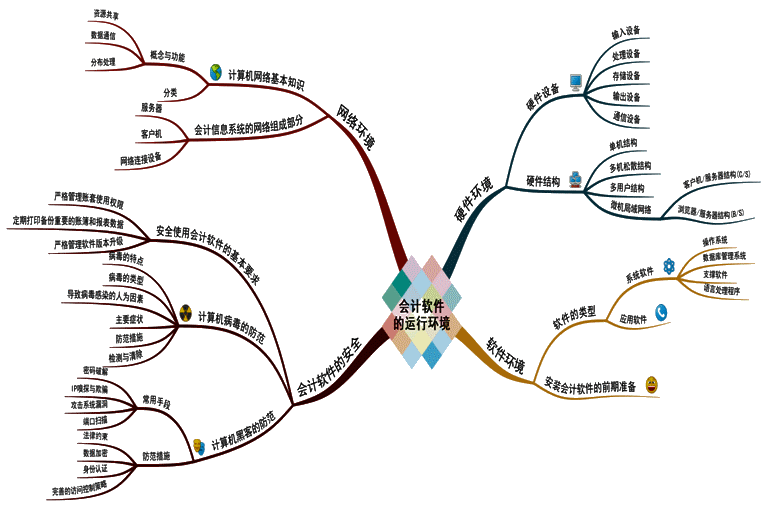 会计软件
的运行环境
硬件环境
硬件设备
输入设备
处理设备
存储设备
输出设备
通信设备
硬件结构
单机结构
多机松散结构
多用户结构
微机局域网络
客户机/服务器结构(C/S)
浏览器/服务器结构(B/S)
软件环境
软件的类型
系统软件
操作系统
数据库管理系统
支撑软件
语言处理程序
应用软件
安装会计软件的前期准备
网络环境
计算机网络基本知识
概念与功能
资源共享
数据通信
分布处理
分类
会计信息系统的网络组成部分
服务器
客户机
网络连接设备
会计软件的安全
安全使用会计软件的基本要求
严格管理账套使用权限
定期打印备份重要的账簿和报表数据
严格管理软件版本升级
计算机病毒的防范
病毒的特点
病毒的类型
导致病毒感染的人为因素
主要症状
防范措施
检测与清除
计算机黑客的防范
常用手段
密码破解
IP嗅探与欺骗
攻击系统漏洞
端口扫描
防范措施
法律约束
数据加密
身份认证
完善的访问控制策略